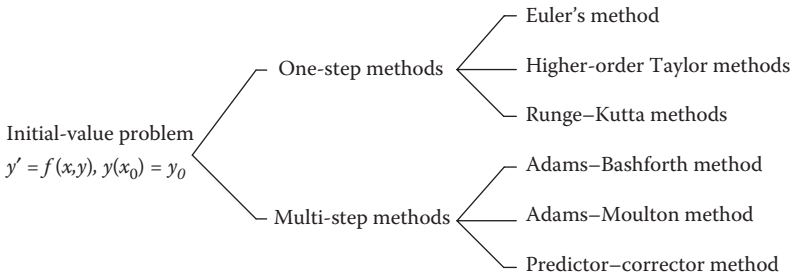 Initial-value problem
y′ = f(x,y), y(x₀) = y₀
One-step methods
Euler's method
Higher-order Taylor methods
Runge–Kutta methods
Multi-step methods
Adams–Bashforth method
Adams–Moulton method
Predictor–corrector method